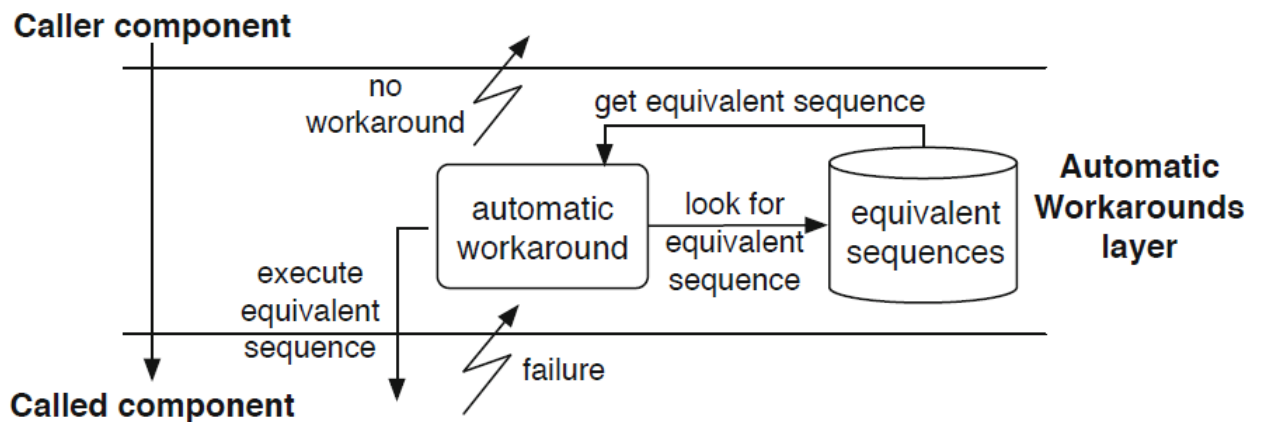 Caller component
no
workaround
get equivalent sequence
automatic
workaround
look for
equivalent
sequence
equivalent
sequences
Automatic
Workarounds
layer
execute
equivalent
sequence
failure
Called component